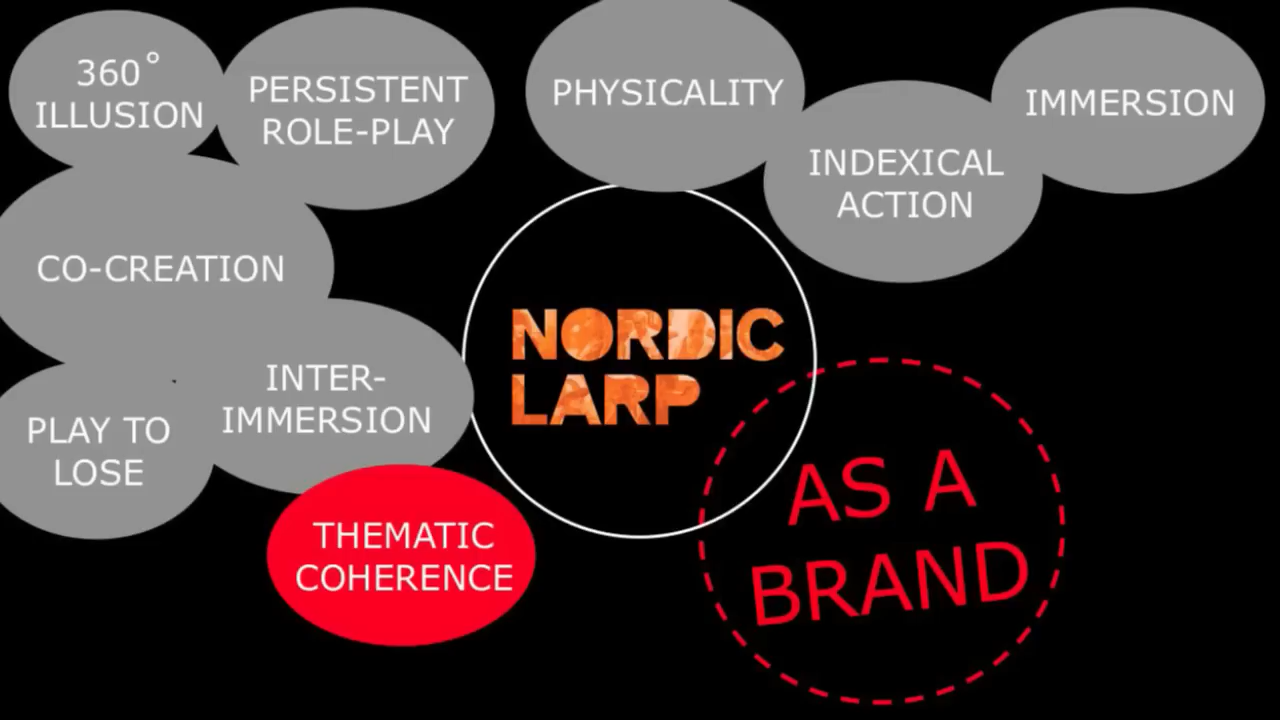 360°
ILLUSION
PERSISTENT
ROLE-PLAY
PHYSICALITY
INDEXICAL
ACTION
IMMERSION
CO-CREATION
INTER-
IMMERSION
PLAY TO
LOSE
THEMATIC
COHERENCE
NORDIC
LARP
AS A
BRAND